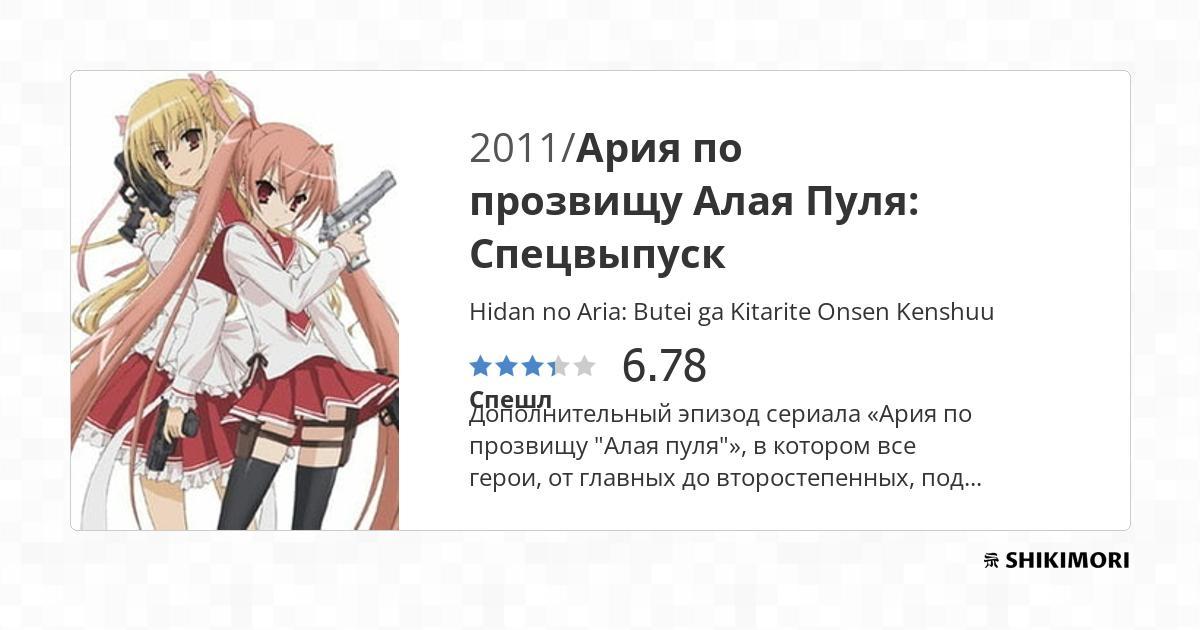 2011/Ария по
прозвищу Алая Пуля:
Спецвыпуск
Hidan no Aria: Butei ga Kitarite Onsen Kenshuu
6.78
Спешл
Дополнительный эпизод сериала «Ария по
прозвищу "Алая пуля"», в котором все
герои, от главных до второстепенных, под...
SHIKIMORI